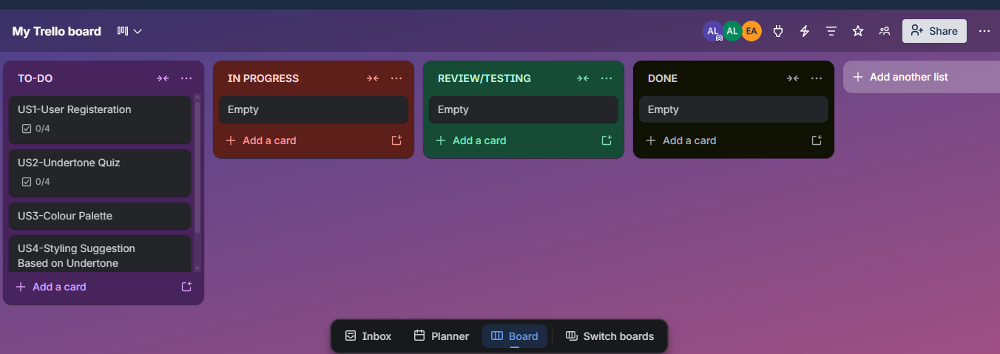 My Trello board
AL
AL
EA
Share
TO-DO
US1-User Registeration
0/4
US2-Undertone Quiz
0/4
US3-Colour Palette
US4-Styling Suggestion
Based on Undertone
Add a card
IN PROGRESS
Empty
Add a card
REVIEW/TESTING
Empty
Add a card
DONE
Empty
Add a card
Add another list
Inbox
Planner
Board
Switch boards